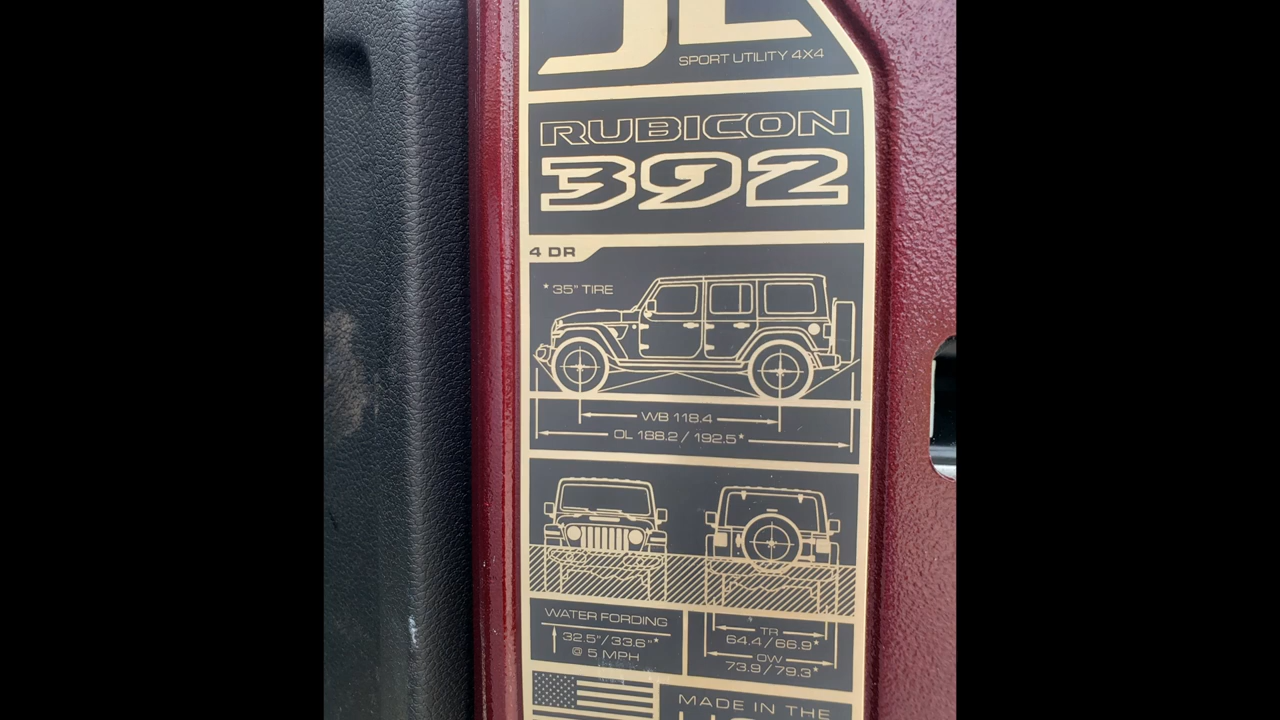 JL
SPORT UTILITY 4X4
RUBICON
392
4 DR
* 35" TIRE
WB 118.4
OL 188.2 / 192.5*
WATER FORDING
32.5"/33.6"*
@ 5 MPH
TR
64.4/66.9*
OW
73.9/79.3*
MADE IN THE